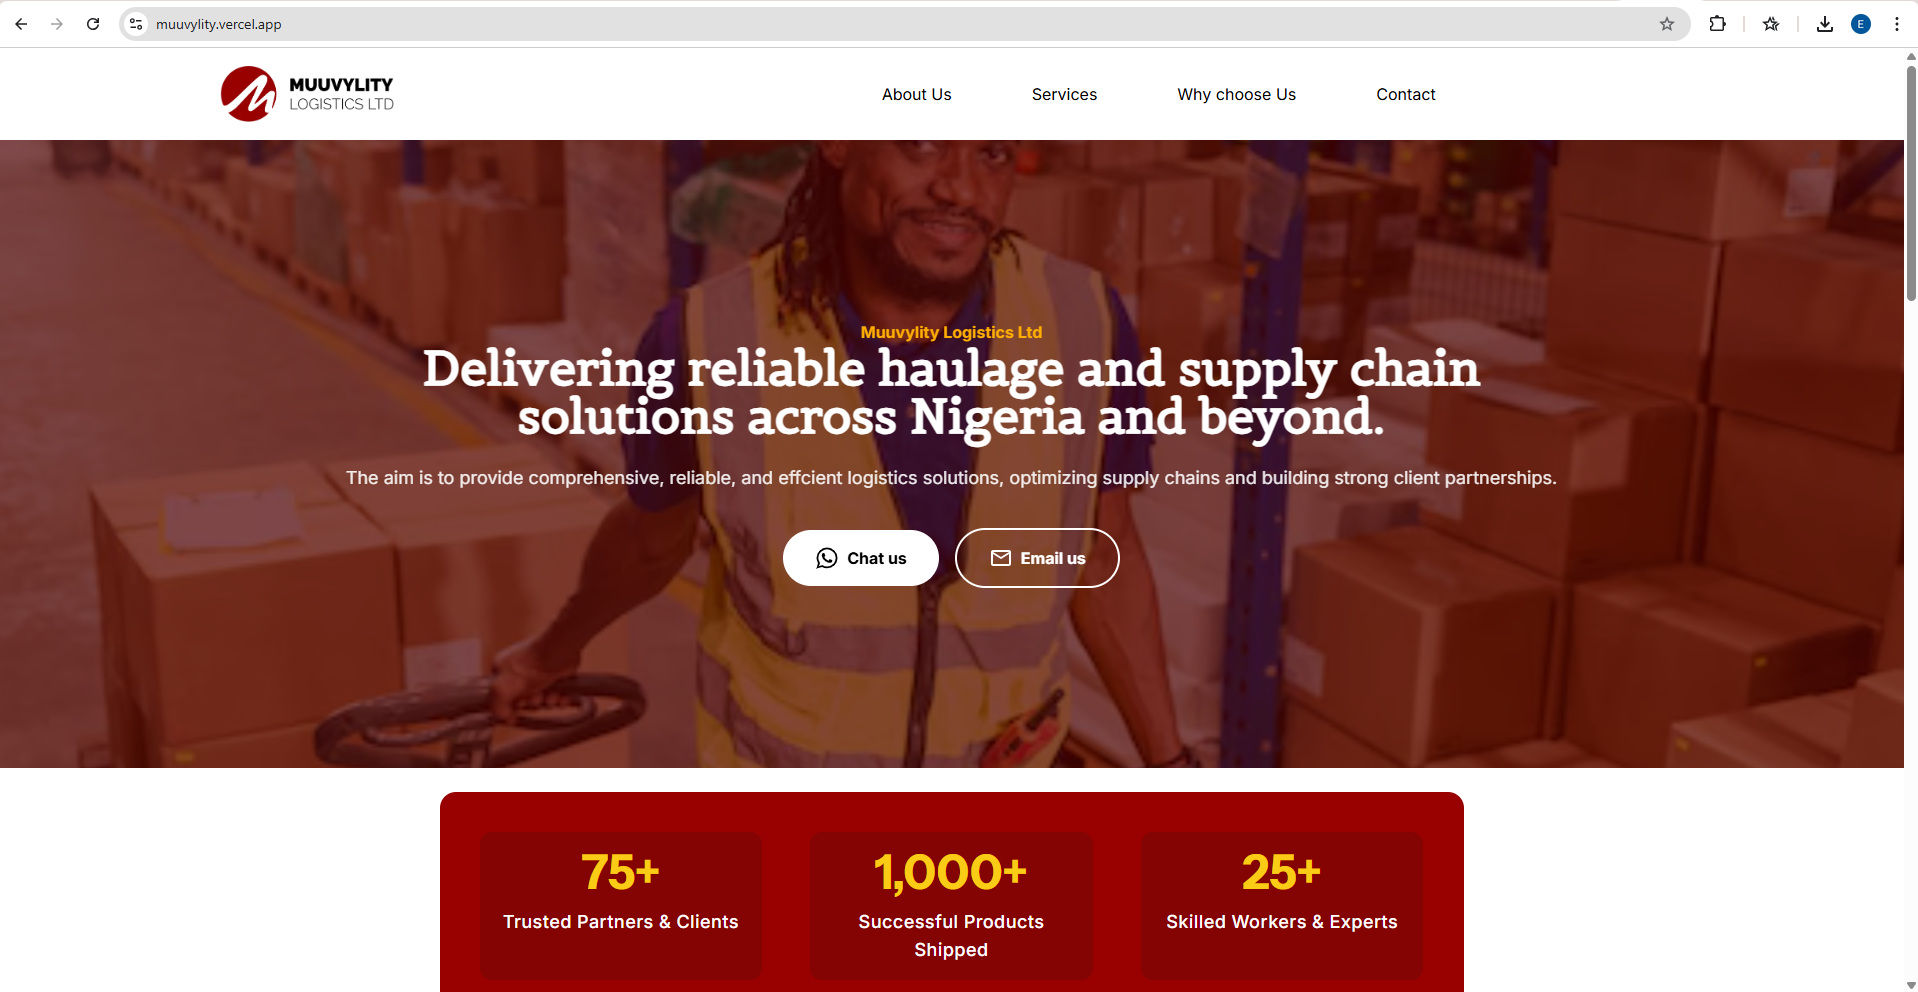 muuvylity.vercel.app
E
MUUVYLITY
LOGISTICS LTD
About Us
Services
Why choose Us
Contact
Muuvylity Logistics Ltd
Delivering reliable haulage and supply chain
solutions across Nigeria and beyond.
The aim is to provide comprehensive, reliable, and effcient logistics solutions, optimizing supply chains and building strong client partnerships.
Chat us
Email us
75+
Trusted Partners & Clients
1,000+
Successful Products
Shipped
25+
Skilled Workers & Experts